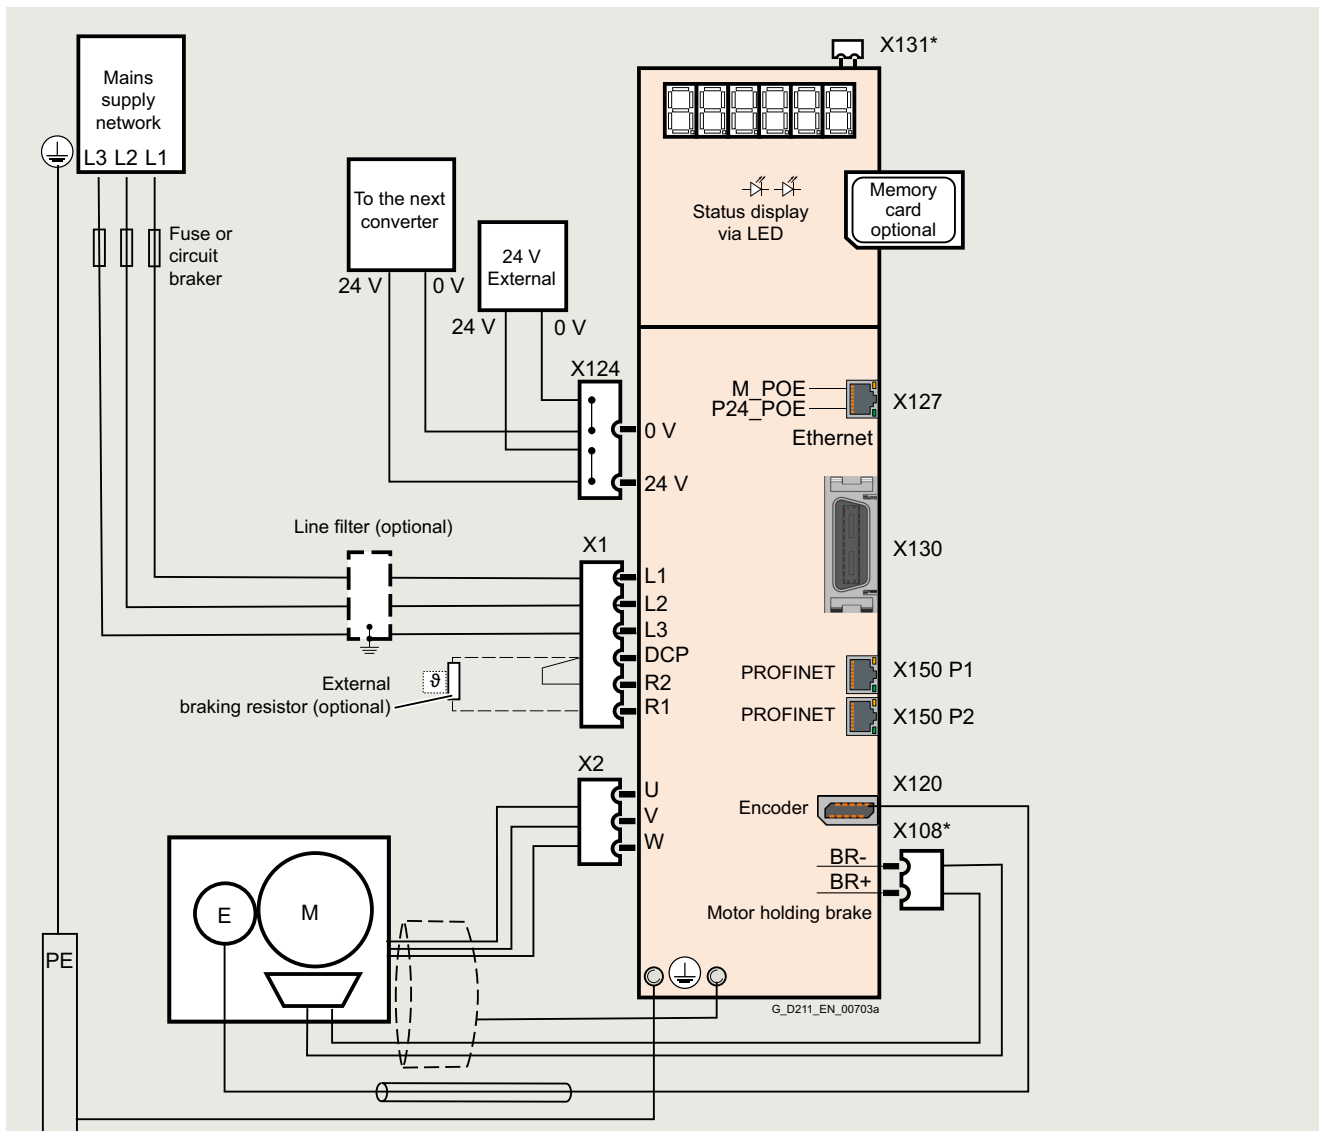 X131*
Mains
supply
network
L3 L2 L1
Fuse or
circuit
braker
To the next
converter
24 V
0 V
24 V
External
24 V
0 V
Status display
via LED
Memory
card
optional
X124
0 V
24 V
M_POE
P24_POE
Ethernet
X127
X130
Line filter (optional)
X1
L1
L2
L3
DCP
R2
R1
ϑ
External
braking resistor (optional)
PROFINET
X150 P1
PROFINET
X150 P2
X2
U
V
W
Encoder
X120
X108*
BR-
BR+
Motor holding brake
E
M
PE
G_D211_EN_00703a